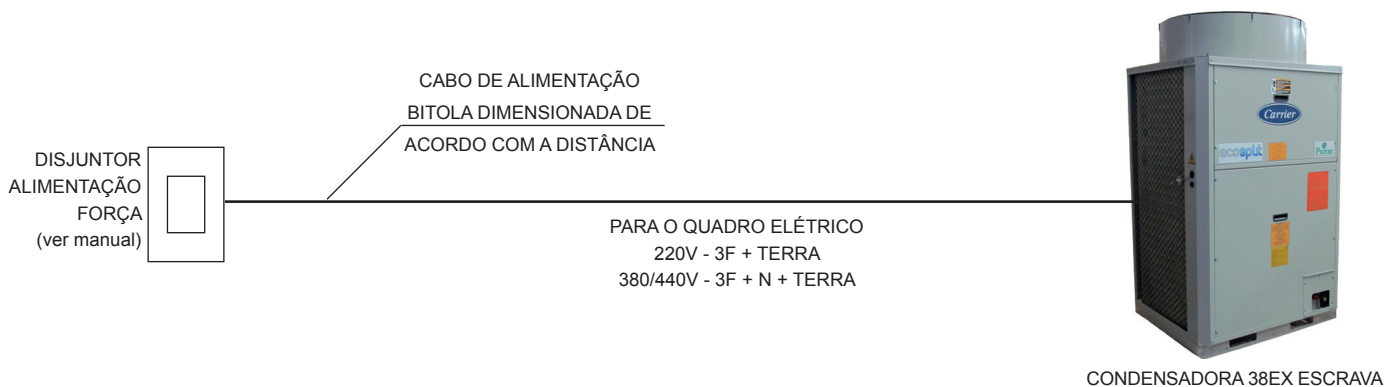 CABO DE ALIMENTAÇÃO
BITOLA DIMENSIONADA DE
ACORDO COM A DISTÂNCIA
DISJUNTOR
ALIMENTAÇÃO
FORÇA
(ver manual)
PARA O QUADRO ELÉTRICO
220V - 3F + TERRA
380/440V - 3F + N + TERRA
Carrier
ecosplit
Puron
CONDENSADORA 38EX ESCRAVA